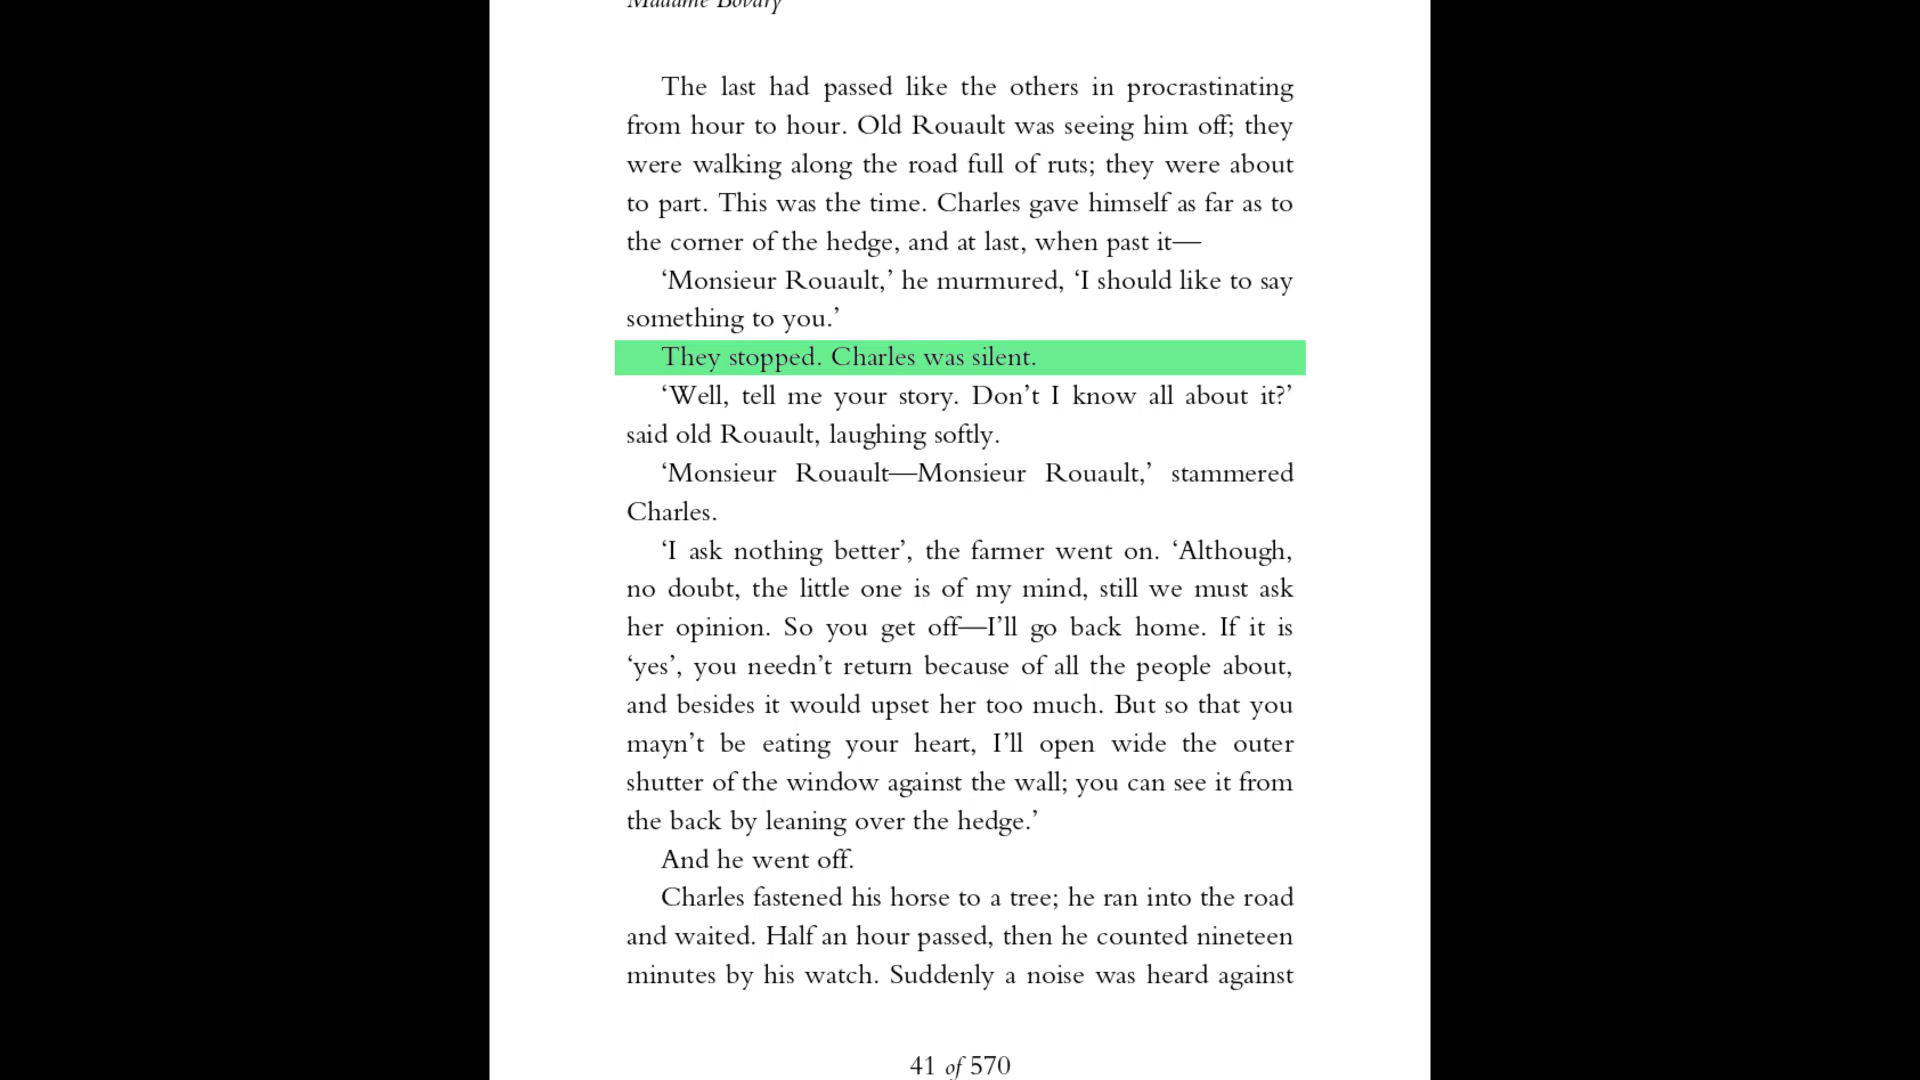 Madame Bovary
The last had passed like the others in procrastinating
from hour to hour. Old Rouault was seeing him off; they
were walking along the road full of ruts; they were about
to part. This was the time. Charles gave himself as far as to
the corner of the hedge, and at last, when past it—
‘Monsieur Rouault,’ he murmured, ‘I should like to say
something to you.’
They stopped. Charles was silent.
‘Well, tell me your story. Don’t I know all about it?’
said old Rouault, laughing softly.
‘Monsieur Rouault—Monsieur Rouault,’ stammered
Charles.
‘I ask nothing better’, the farmer went on. ‘Although,
no doubt, the little one is of my mind, still we must ask
her opinion. So you get off—I’ll go back home. If it is
‘yes’, you needn’t return because of all the people about,
and besides it would upset her too much. But so that you
mayn’t be eating your heart, I’ll open wide the outer
shutter of the window against the wall; you can see it from
the back by leaning over the hedge.’
And he went off.
Charles fastened his horse to a tree; he ran into the road
and waited. Half an hour passed, then he counted nineteen
minutes by his watch. Suddenly a noise was heard against
41 of 570